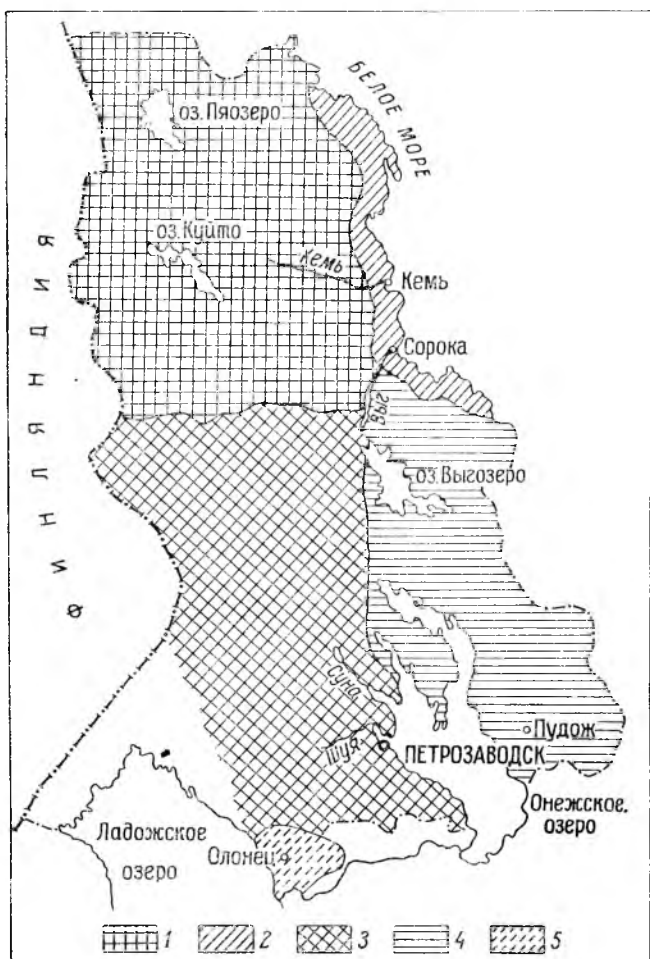 БЕЛОЕ МОРЕ
оз. Пяозеро
оз. Куйто
Кемь
Кемь
Сорока
Выг
оз. Выгозеро
ФИНЛЯНДИЯ
Суна
Шуя
Пудож
ПЕТРОЗАВОДСК
Онежское
озеро
Ладожское
озеро
Олонец
1 2 3 4 5